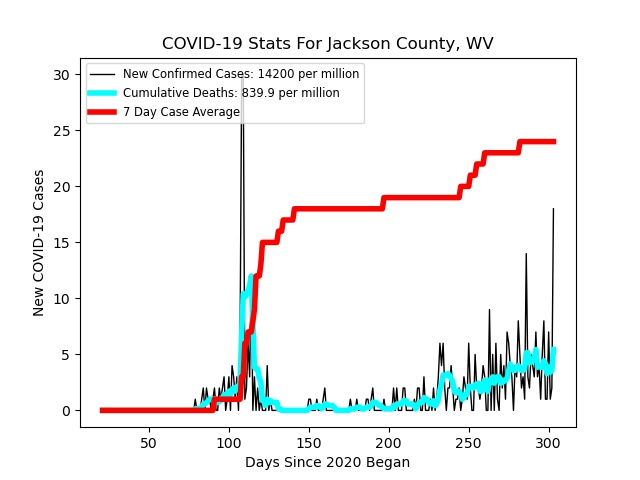 COVID-19 Stats For Jackson County, WV
New Confirmed Cases: 14200 per million
Cumulative Deaths: 839.9 per million
7 Day Case Average
30
25
20
15
10
5
0
New COVID-19 Cases
50 100 150 200 250 300
Days Since 2020 Began